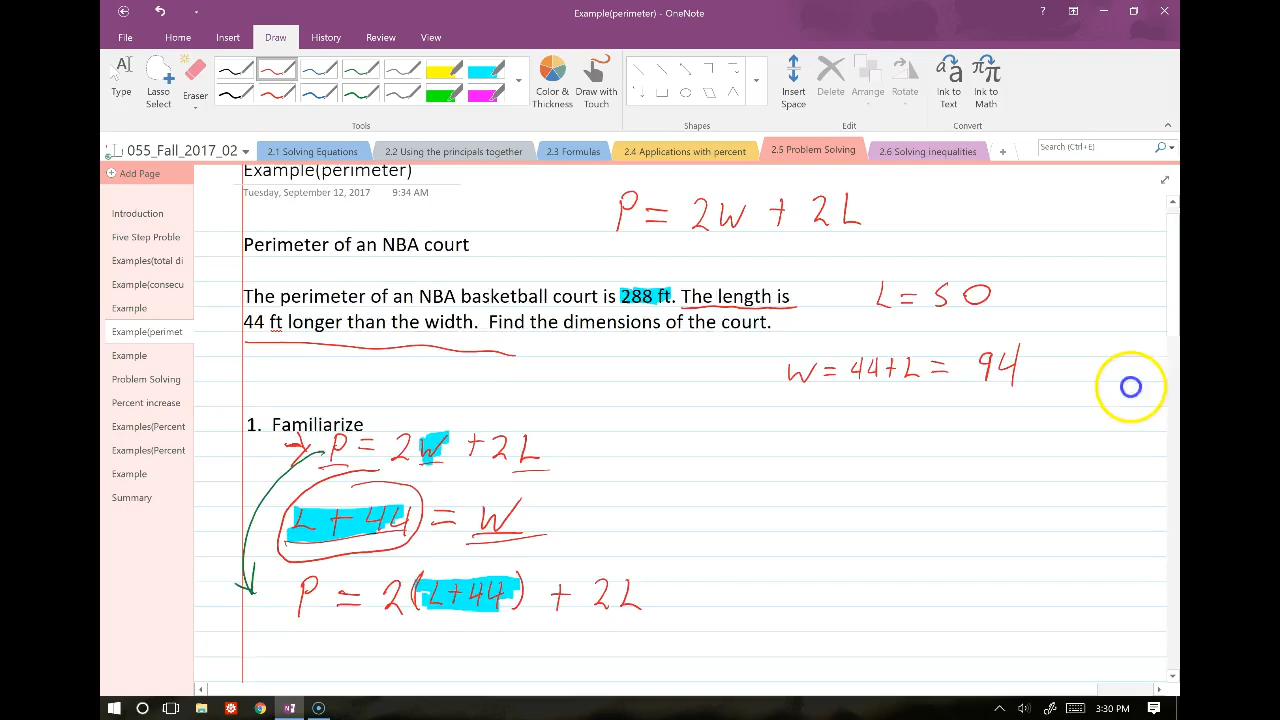 Example(perimeter) - OneNote
File Home Insert Draw History Review View
Type Lasso Select Eraser Color & Thickness Draw with Touch Insert Space Delete Arrange Rotate Ink to Text Ink to Math
Tools Shapes Edit Convert
055_Fall_2017_02 2.1 Solving Equations 2.2 Using the principals together 2.3 Formulas 2.4 Applications with percent 2.5 Problem Solving 2.6 Solving inequalities Search (Ctrl+E)
Add Page
Introduction
Five Step Proble
Examples(total di
Example(consecu
Example
Example(perimet
Example
Problem Solving
Percent increase
Examples(Percent
Examples(Percent
Example
Summary
Example(perimeter)
Tuesday, September 12, 2017 9:34 AM
P = 2W + 2L
Perimeter of an NBA court
The perimeter of an NBA basketball court is 288 ft. The length is
44 ft longer than the width. Find the dimensions of the court.
L = 50
W = 44+L = 94
1. Familiarize
P = 2W + 2L
L + 44 = W
P = 2(L+44) + 2L
3:30 PM